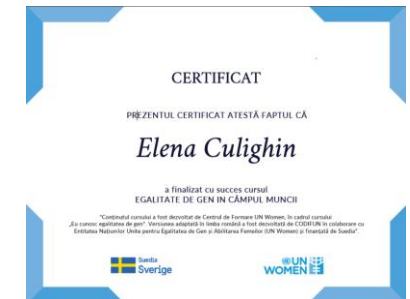 CERTIFICAT
PREZENTUL CERTIFICAT ATESTĂ FAPTUL CĂ
Elena Culighin
a finalizat cu succes cursul
EGALITATE DE GEN IN CÂMPUL MUNCII
"Conținutul cursului a fost dezvoltat de Centrul de Formare UN Women, în cadrul cursului
„Eu cunosc egalitatea de gen". Versiunea adaptată în limba română a fost dezvoltată de CODIFUN în colaborare cu
Entitatea Națiunilor Unite pentru Egalitatea de Gen și Abilitarea Femeilor (UN Women) și finanțată de Suedia".
Suedia
Sverige
UN
WOMEN